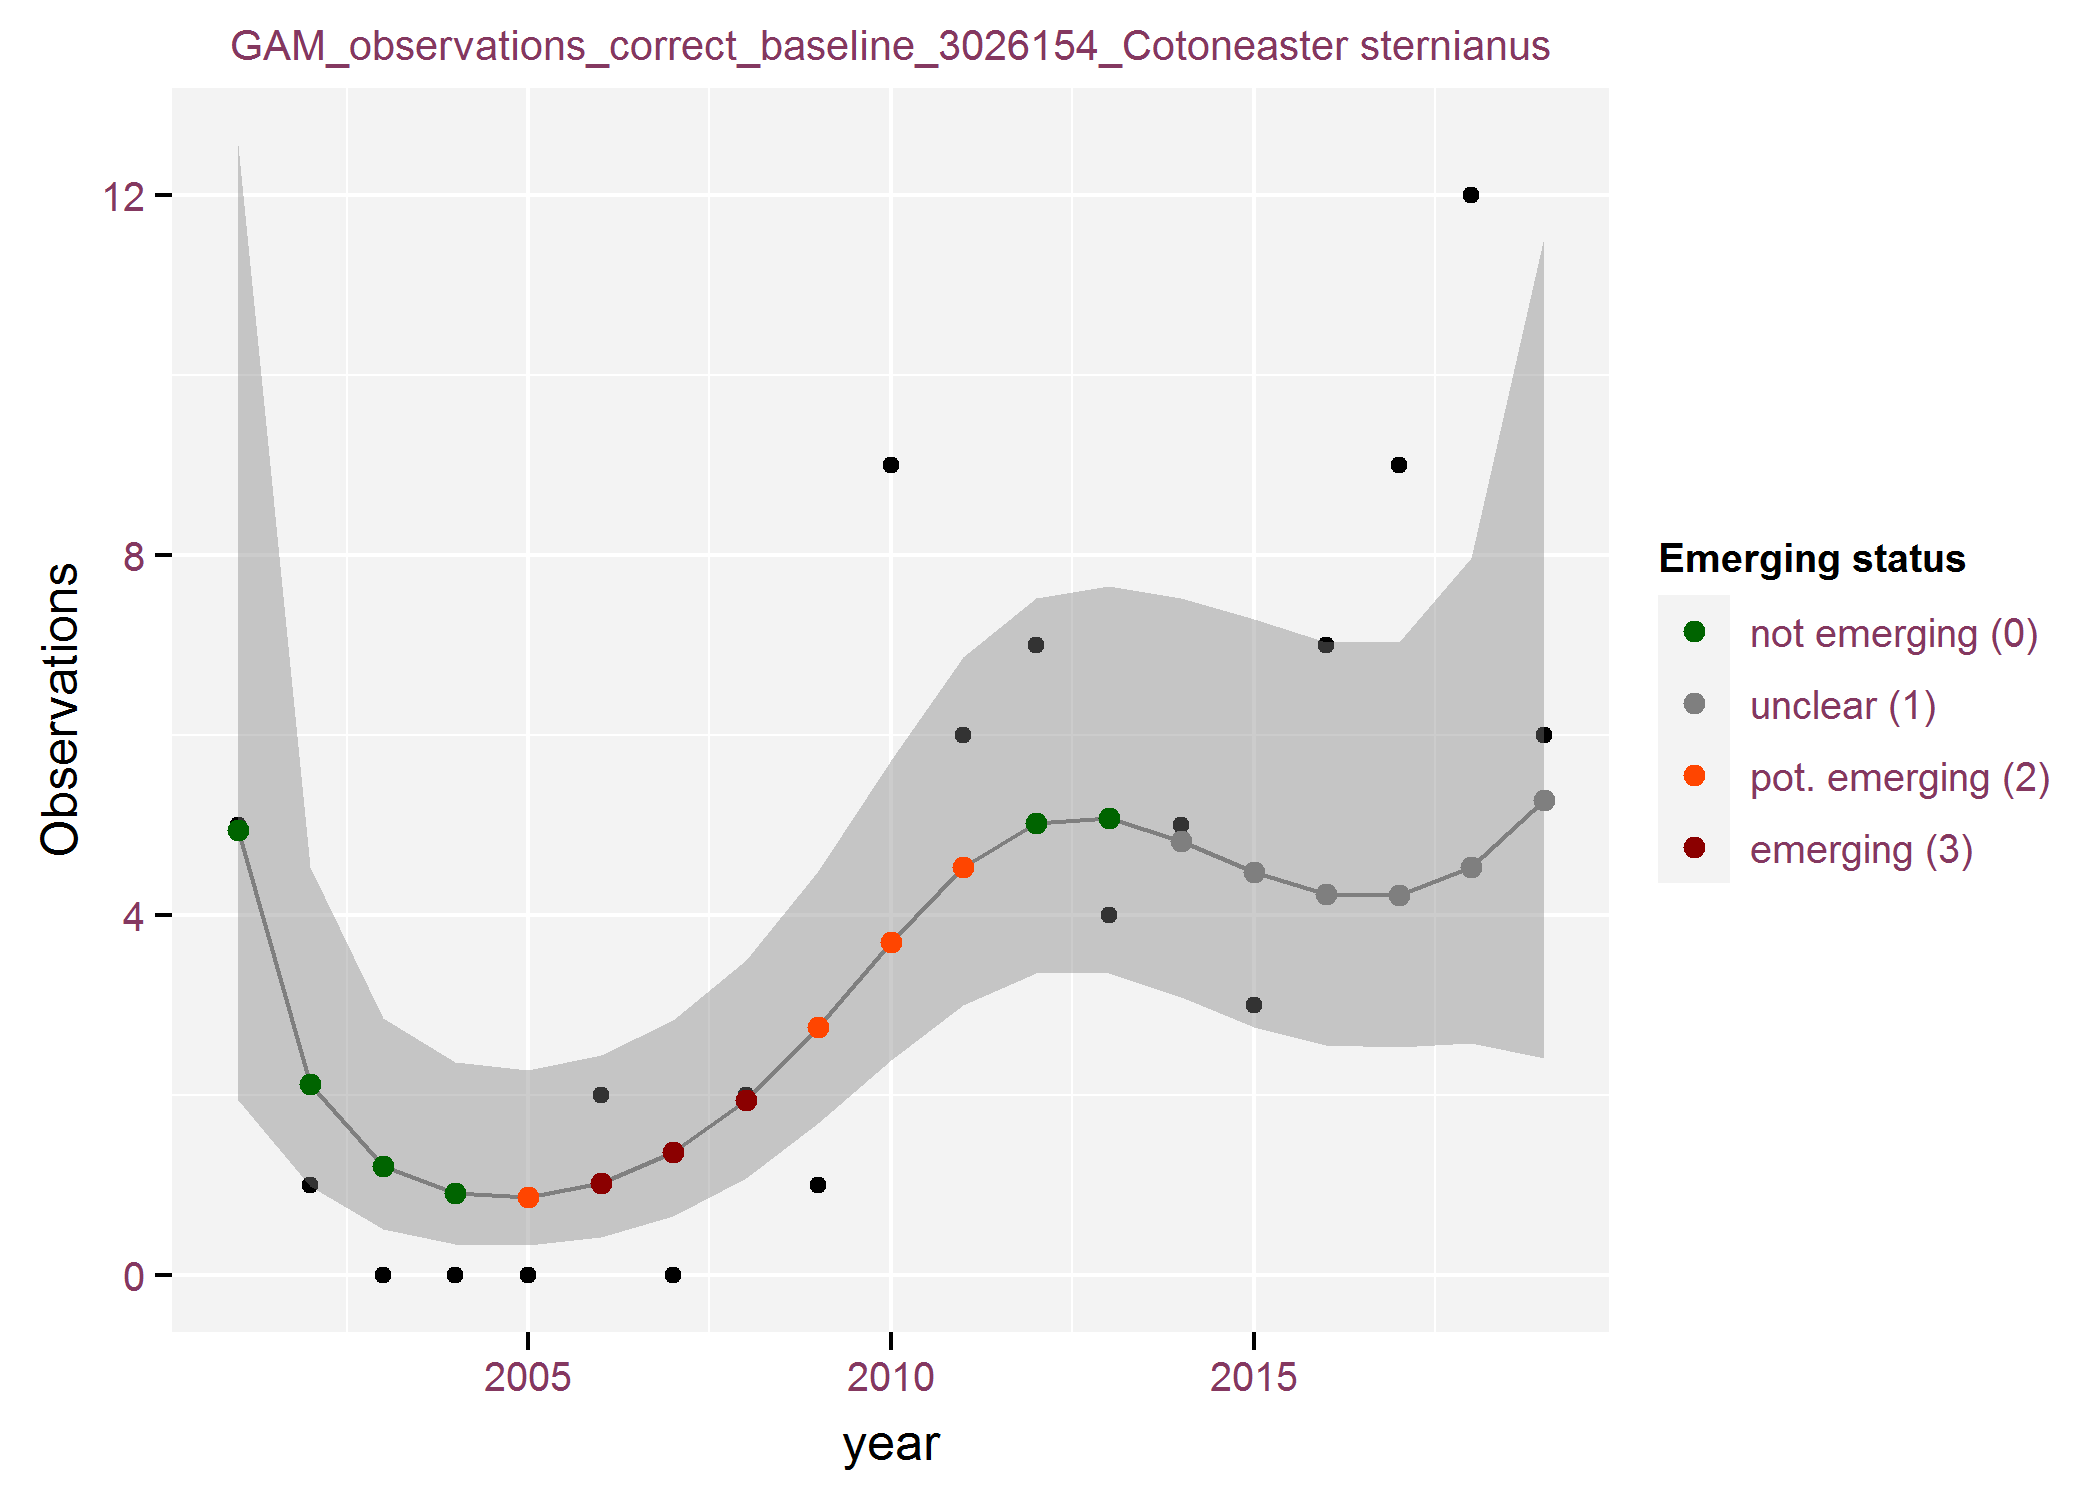 GAM_observations_correct_baseline_3026154_Cotoneaster sternianus
12
8
4
0
Observations
2005
2010
2015
year
Emerging status
not emerging (0)
unclear (1)
pot. emerging (2)
emerging (3)